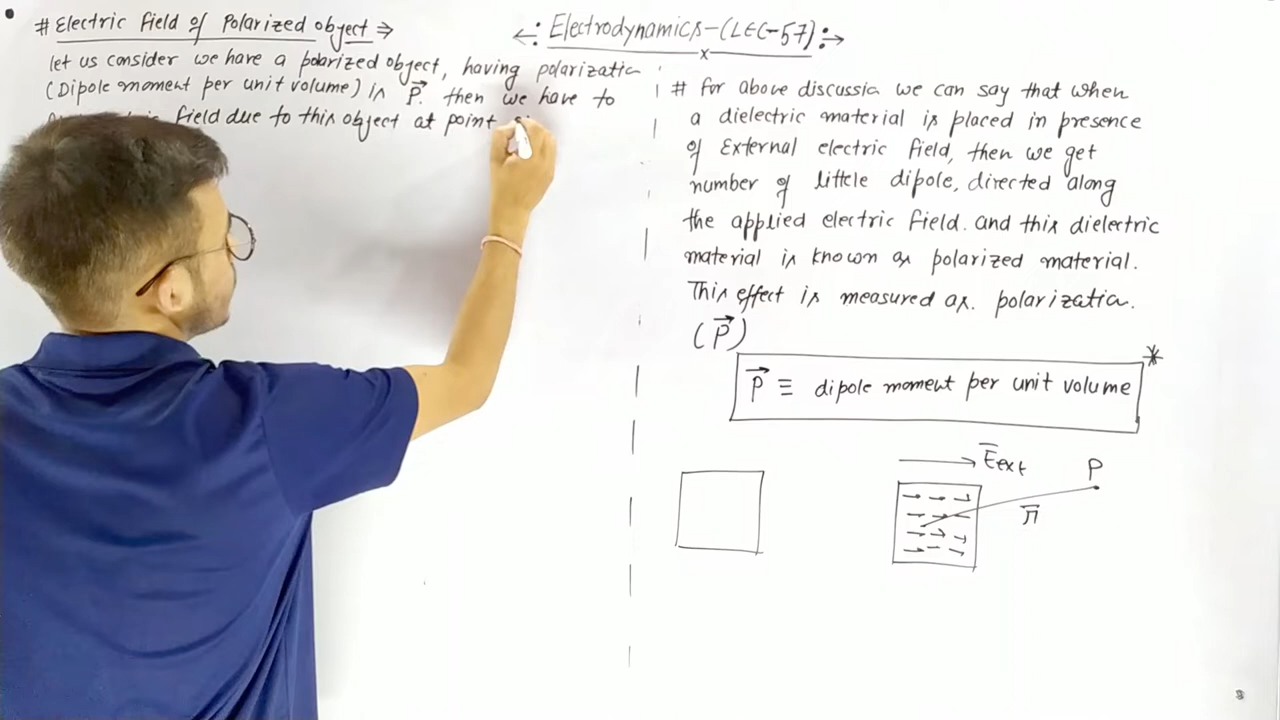 # Electric field of Polarized object ⇒
let us consider we have a polarized object, having polarizatin
(Dipole moment per unit volume) is P⃗. then we have to
field due to this object at point
←: Electrodynamics-(LEC-57):→
x
# for above discussin we can say that when
a dielectric material is placed in presence
of External electric field, then we get
number of little dipole, directed along
the applied electric field. and this dielectric
material is known as polarized material.
This effect is measured as. polarization.
(P⃗)
P⃗ ≡ dipole moment per unit volume
*
E̅ext
P
r̅